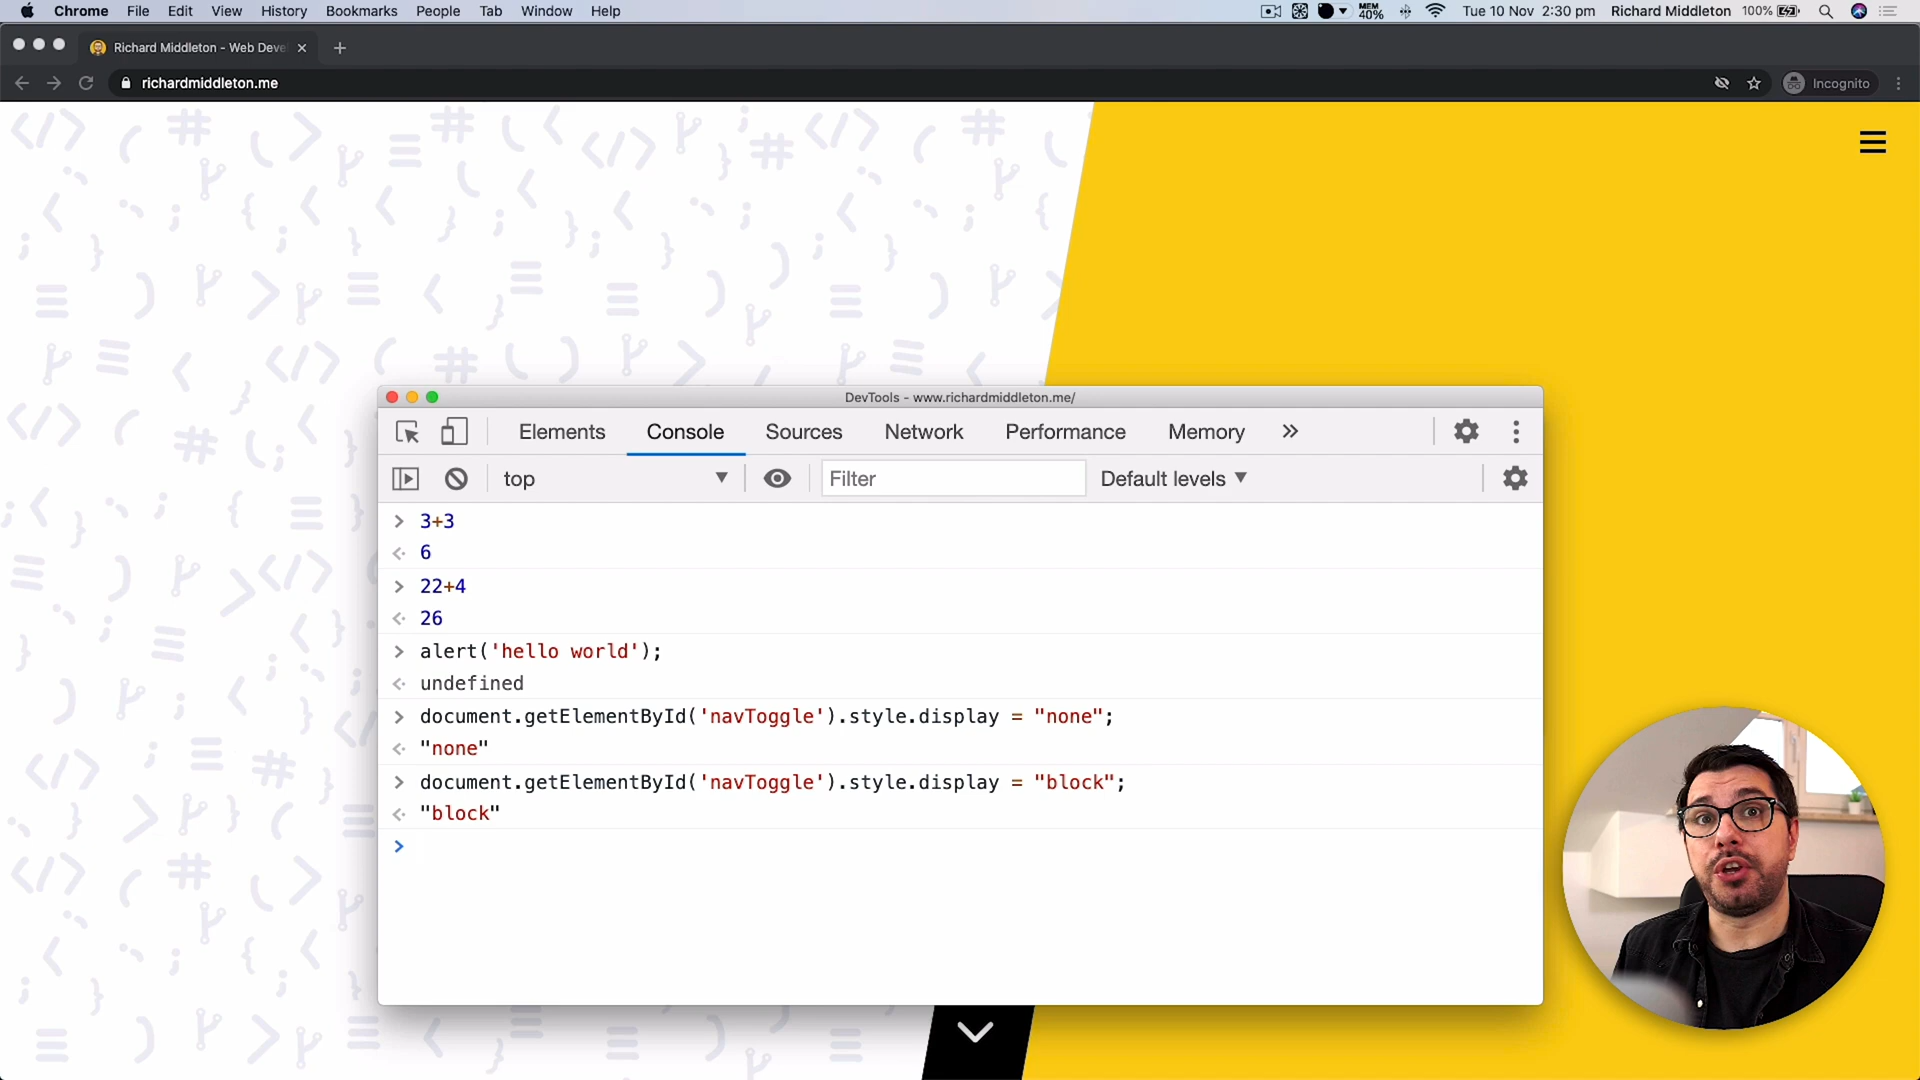 Chrome File Edit View History Bookmarks People Tab Window Help MEM 40% Tue 10 Nov 2:30 pm Richard Middleton 100%
Richard Middleton - Web Deve
richardmiddleton.me Incognito
DevTools - www.richardmiddleton.me/
Elements Console Sources Network Performance Memory »
top Filter Default levels
> 3+3
6
> 22+4
26
> alert('hello world');
undefined
> document.getElementById('navToggle').style.display = "none";
"none"
> document.getElementById('navToggle').style.display = "block";
"block"
>